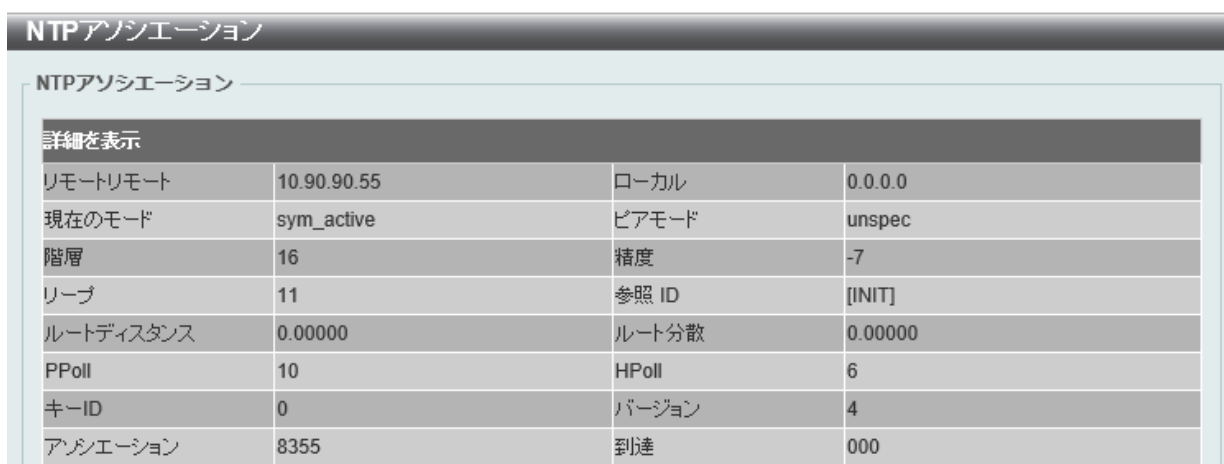 NTPアソシエーション
NTPアソシエーション
詳細を表示
リモートリモート 10.90.90.55 ローカル 0.0.0.0
現在のモード sym_active ピアモード unspec
階層 16 精度 -7
リープ 11 参照 ID [INIT]
ルートディスタンス 0.00000 ルート分散 0.00000
PPoll 10 HPoll 6
キーID 0 バージョン 4
アソシエーション 8355 到達 000